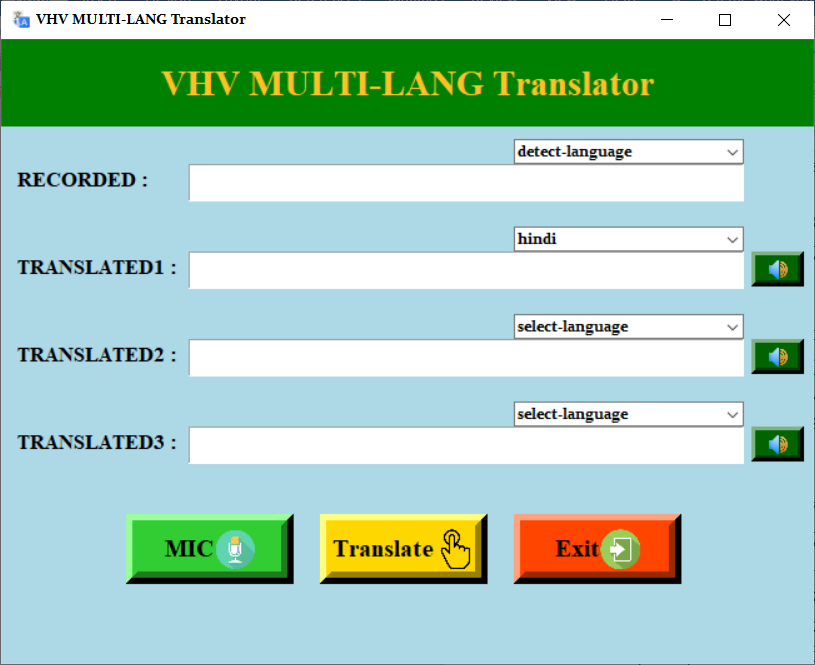 VHV MULTI-LANG Translator
VHV MULTI-LANG Translator
detect-language
RECORDED :
hindi
TRANSLATED1 :
select-language
TRANSLATED2 :
select-language
TRANSLATED3 :
MIC Translate Exit